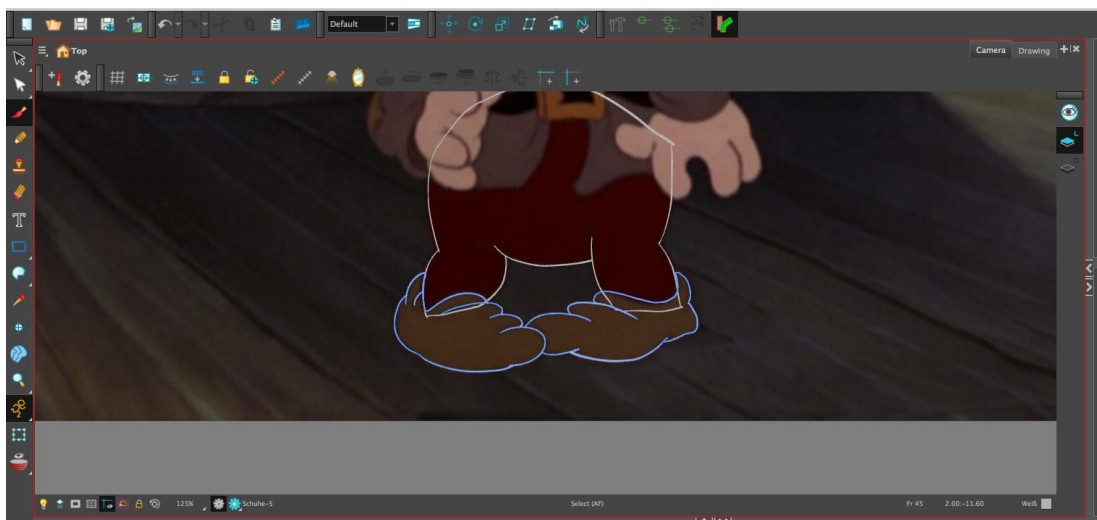 Default
Top
Camera Drawing
T
125%
Schuhe-5
Select (AF)
Fr 45
2.00:-11.60
Weiß